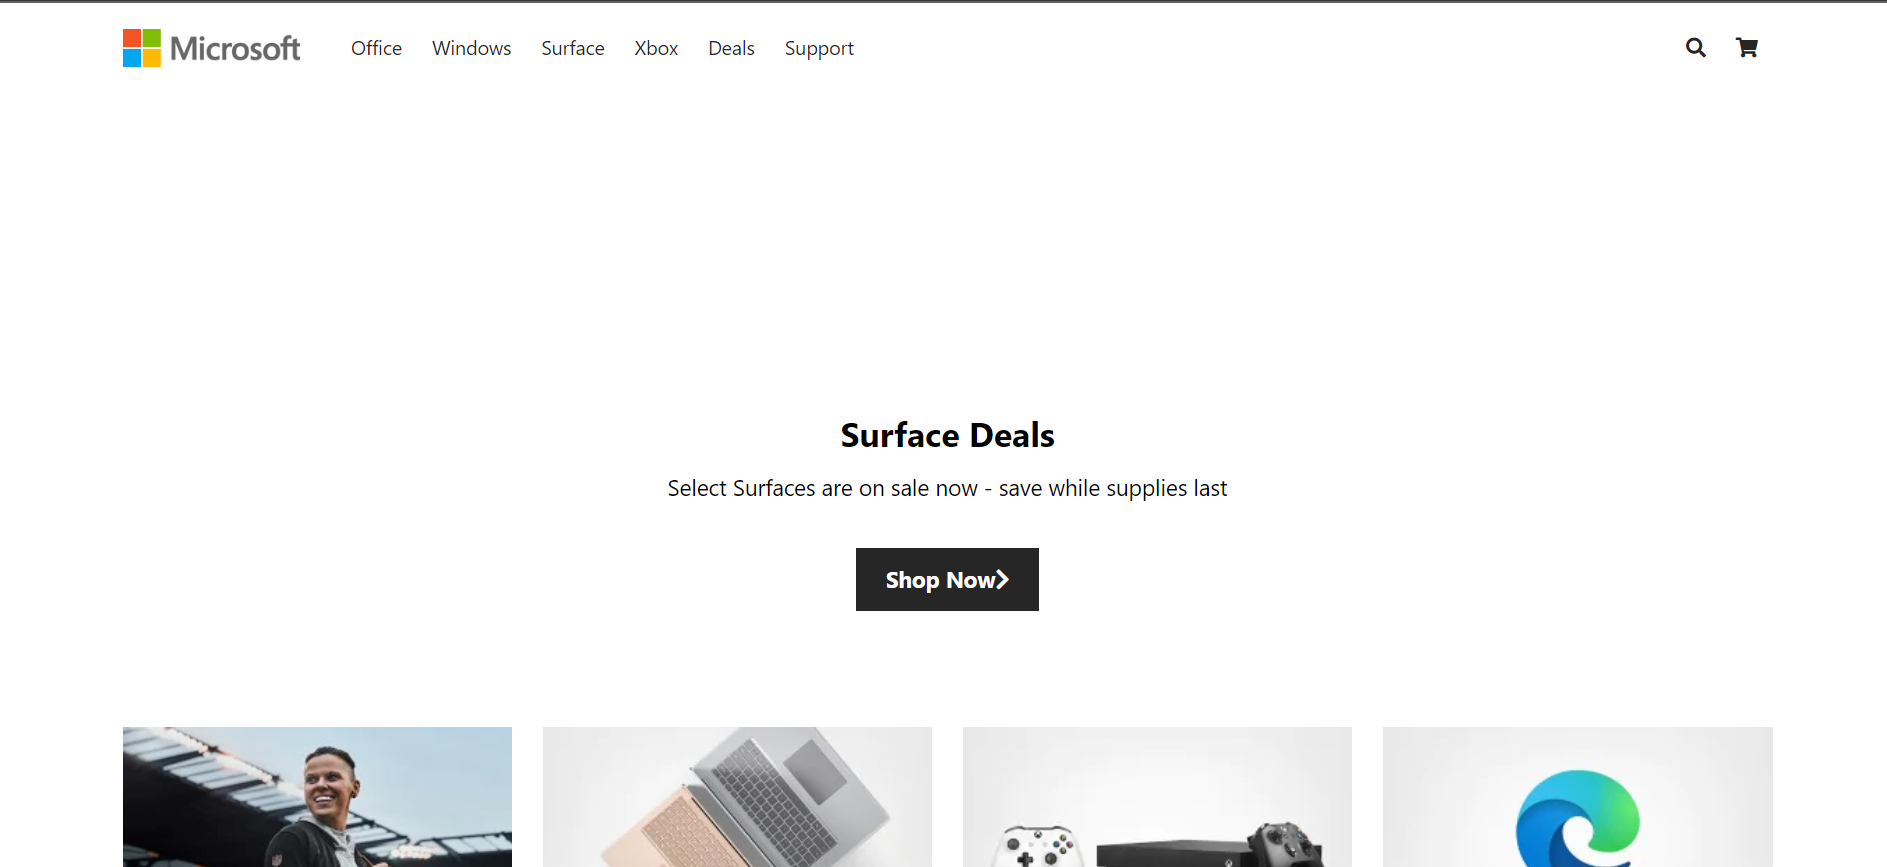 Microsoft Office Windows Surface Xbox Deals Support
Surface Deals
Select Surfaces are on sale now - save while supplies last
Shop Now